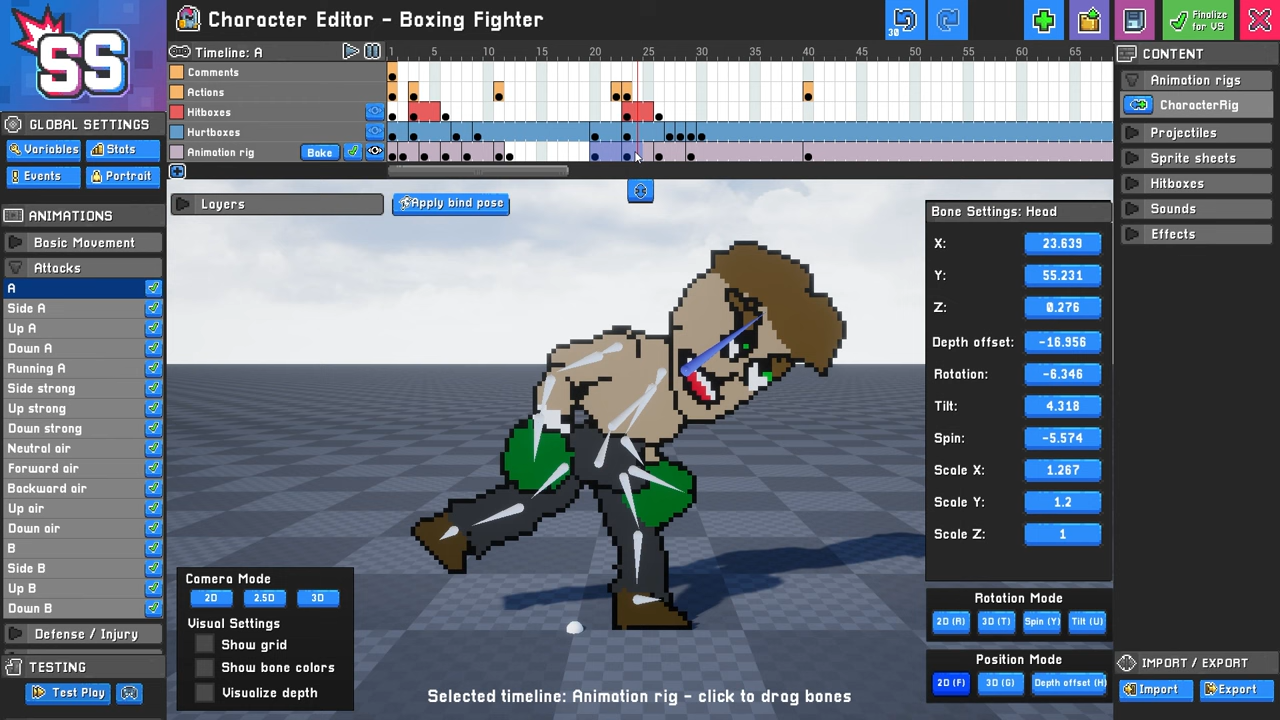 SS
Character Editor - Boxing Fighter
30
Finalize for VS
GLOBAL SETTINGS
Variables
Stats
Events
Portrait
ANIMATIONS
Basic Movement
Attacks
A
Side A
Up A
Down A
Running A
Side strong
Up strong
Down strong
Neutral air
Forward air
Backward air
Up air
Down air
B
Side B
Up B
Down B
Defense / Injury
TESTING
Test Play
Timeline: A
1 5 10 15 20 25 30 35 40 45 50 55 60 65
Comments
Actions
Hitboxes
Hurtboxes
Animation rig
Bake
Layers
Apply bind pose
Camera Mode
2D 2.5D 3D
Visual Settings
Show grid
Show bone colors
Visualize depth
Selected timeline: Animation rig - click to drag bones
Bone Settings: Head
X: 23.639
Y: 55.231
Z: 0.276
Depth offset: -16.956
Rotation: -6.346
Tilt: 4.318
Spin: -5.574
Scale X: 1.267
Scale Y: 1.2
Scale Z: 1
Rotation Mode
2D (R) 3D (T) Spin (Y) Tilt (U)
Position Mode
2D (F) 3D (G) Depth offset (H)
CONTENT
Animation rigs
CharacterRig
Projectiles
Sprite sheets
Hitboxes
Sounds
Effects
IMPORT / EXPORT
Import
Export